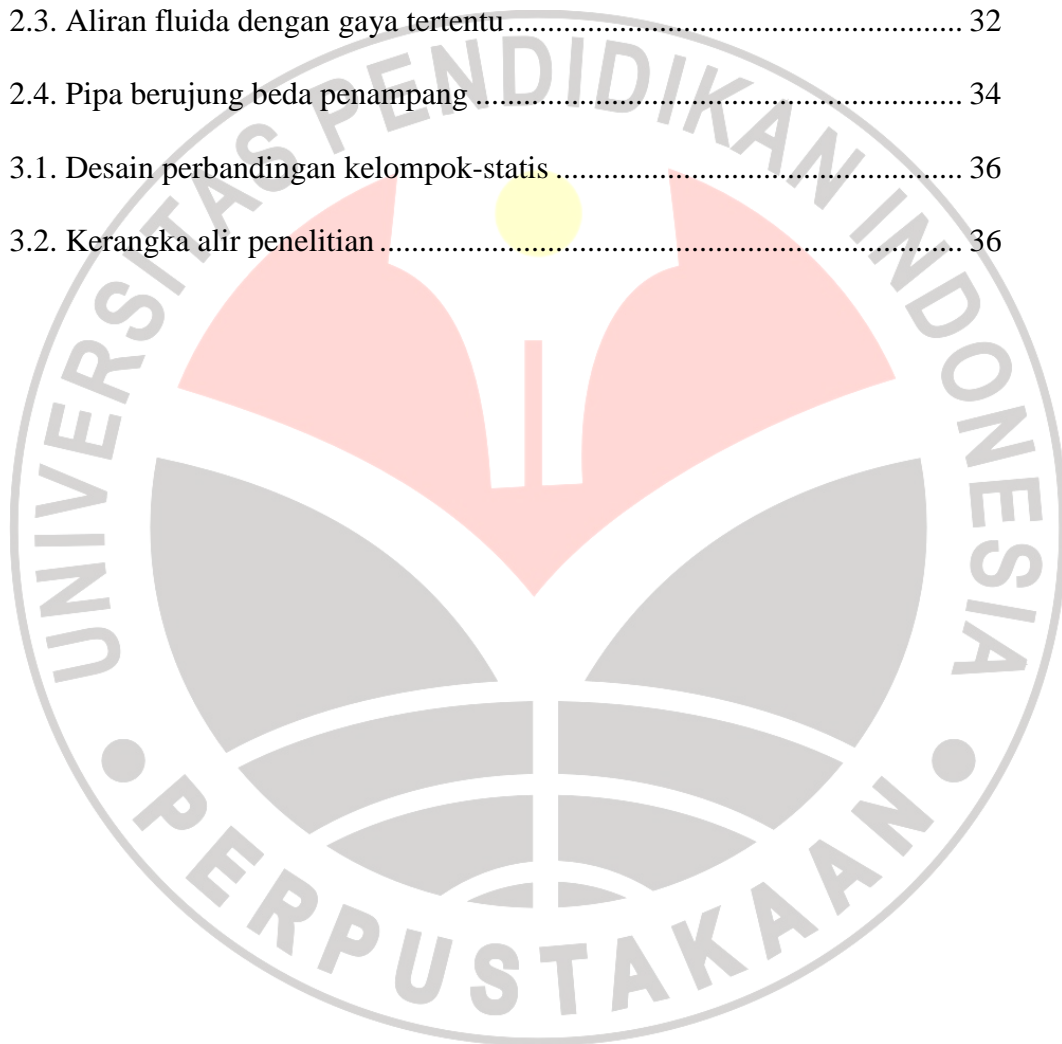 2.3. Aliran fluida dengan gaya tertentu ........................................................ 32
2.4. Pipa berujung beda penampang ............................................................ 34
3.1. Desain perbandingan kelompok-statis .................................................. 36
3.2. Kerangka alir penelitian ........................................................................ 36
UNIVERSITAS PENDIDIKAN INDONESIA
PERPUSTAKAAN